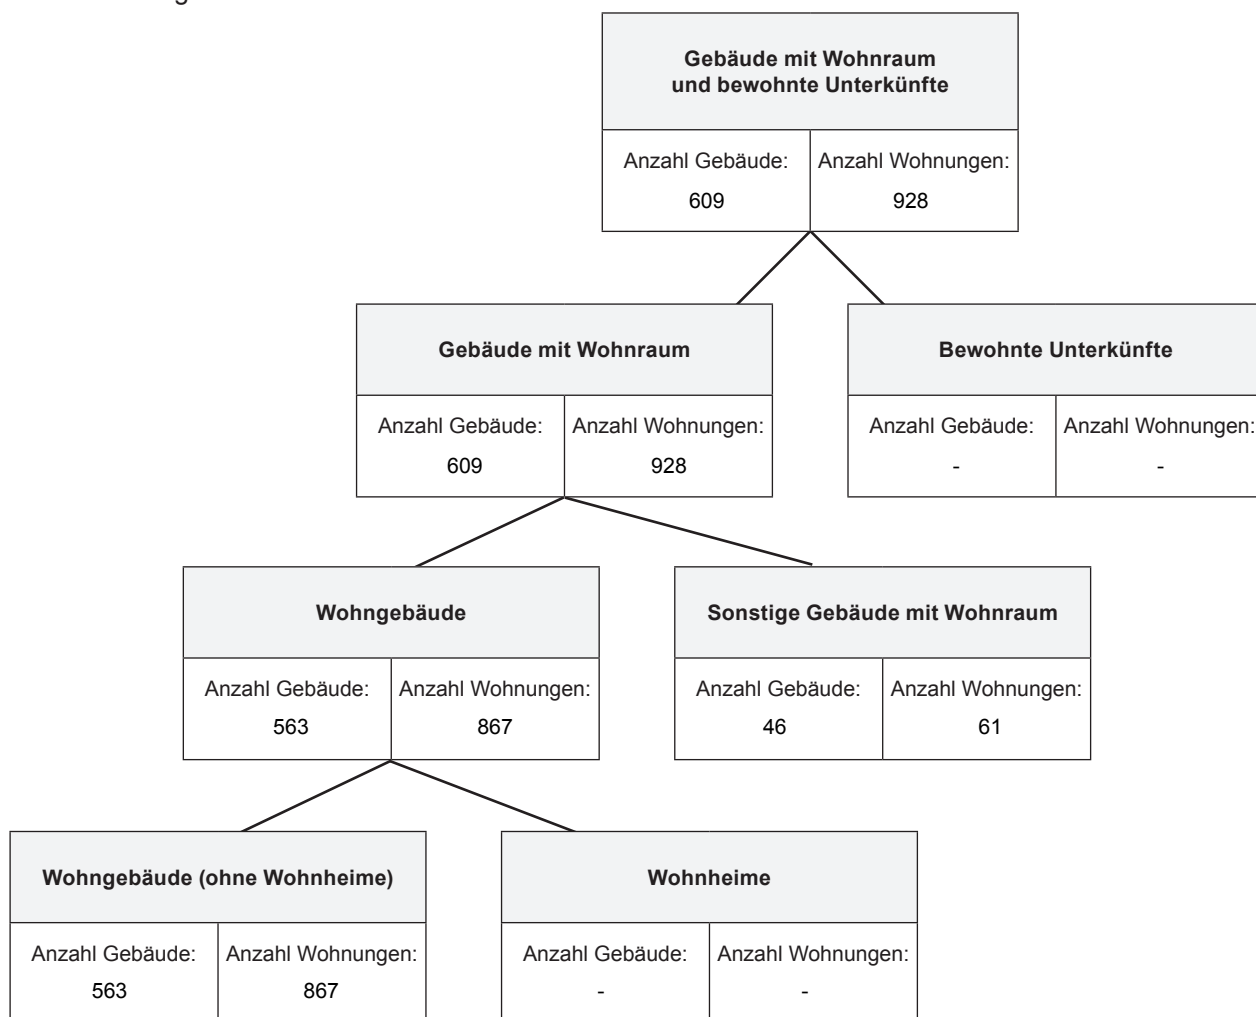 Gebäude mit Wohnraum
und bewohnte Unterkünfte
Anzahl Gebäude: Anzahl Wohnungen:
609 928
Gebäude mit Wohnraum
Bewohnte Unterkünfte
Anzahl Gebäude: Anzahl Wohnungen:
609 928
Anzahl Gebäude: Anzahl Wohnungen:
- -
Wohngebäude
Sonstige Gebäude mit Wohnraum
Anzahl Gebäude: Anzahl Wohnungen:
563 867
Anzahl Gebäude: Anzahl Wohnungen:
46 61
Wohngebäude (ohne Wohnheime)
Wohnheime
Anzahl Gebäude: Anzahl Wohnungen:
563 867
Anzahl Gebäude: Anzahl Wohnungen:
- -